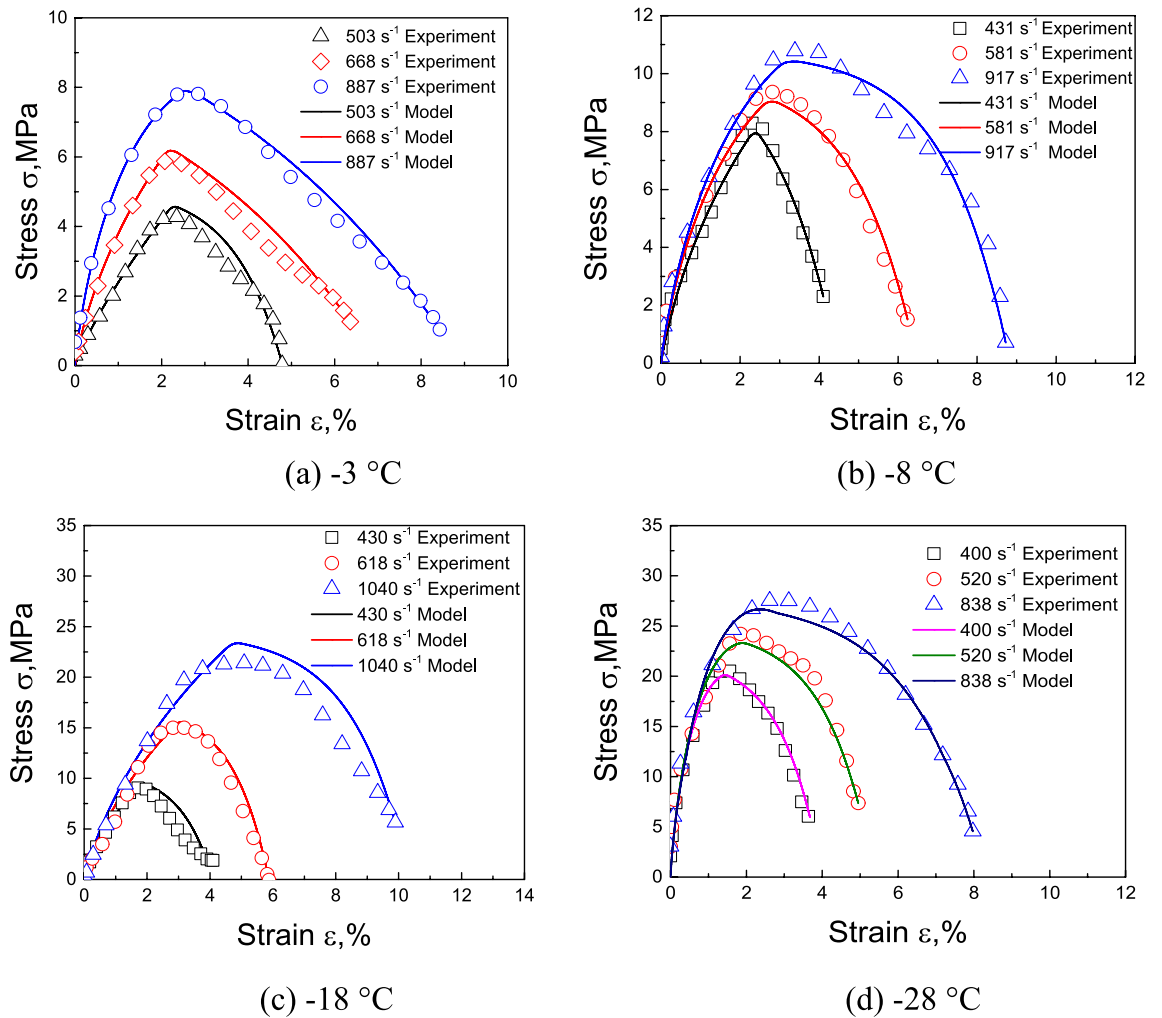 10
8
6
4
2
0
Stress σ,MPa
503 s⁻¹ Experiment
668 s⁻¹ Experiment
887 s⁻¹ Experiment
503 s⁻¹ Model
668 s⁻¹ Model
887 s⁻¹ Model
0 2 4 6 8 10
Strain ε,%
(a) -3 °C
12
10
8
6
4
2
0
Stress σ,MPa
431 s⁻¹ Experiment
581 s⁻¹ Experiment
917 s⁻¹ Experiment
431 s⁻¹ Model
581 s⁻¹ Model
917 s⁻¹ Model
0 2 4 6 8 10 12
Strain ε,%
(b) -8 °C
35
30
25
20
15
10
5
0
Stress σ,MPa
430 s⁻¹ Experiment
618 s⁻¹ Experiment
1040 s⁻¹ Experiment
430 s⁻¹ Model
618 s⁻¹ Model
1040 s⁻¹ Model
0 2 4 6 8 10 12 14
Strain ε,%
(c) -18 °C
35
30
25
20
15
10
5
0
Stress σ,MPa
400 s⁻¹ Experiment
520 s⁻¹ Experiment
838 s⁻¹ Experiment
400 s⁻¹ Model
520 s⁻¹ Model
838 s⁻¹ Model
0 2 4 6 8 10 12
Strain ε,%
(d) -28 °C